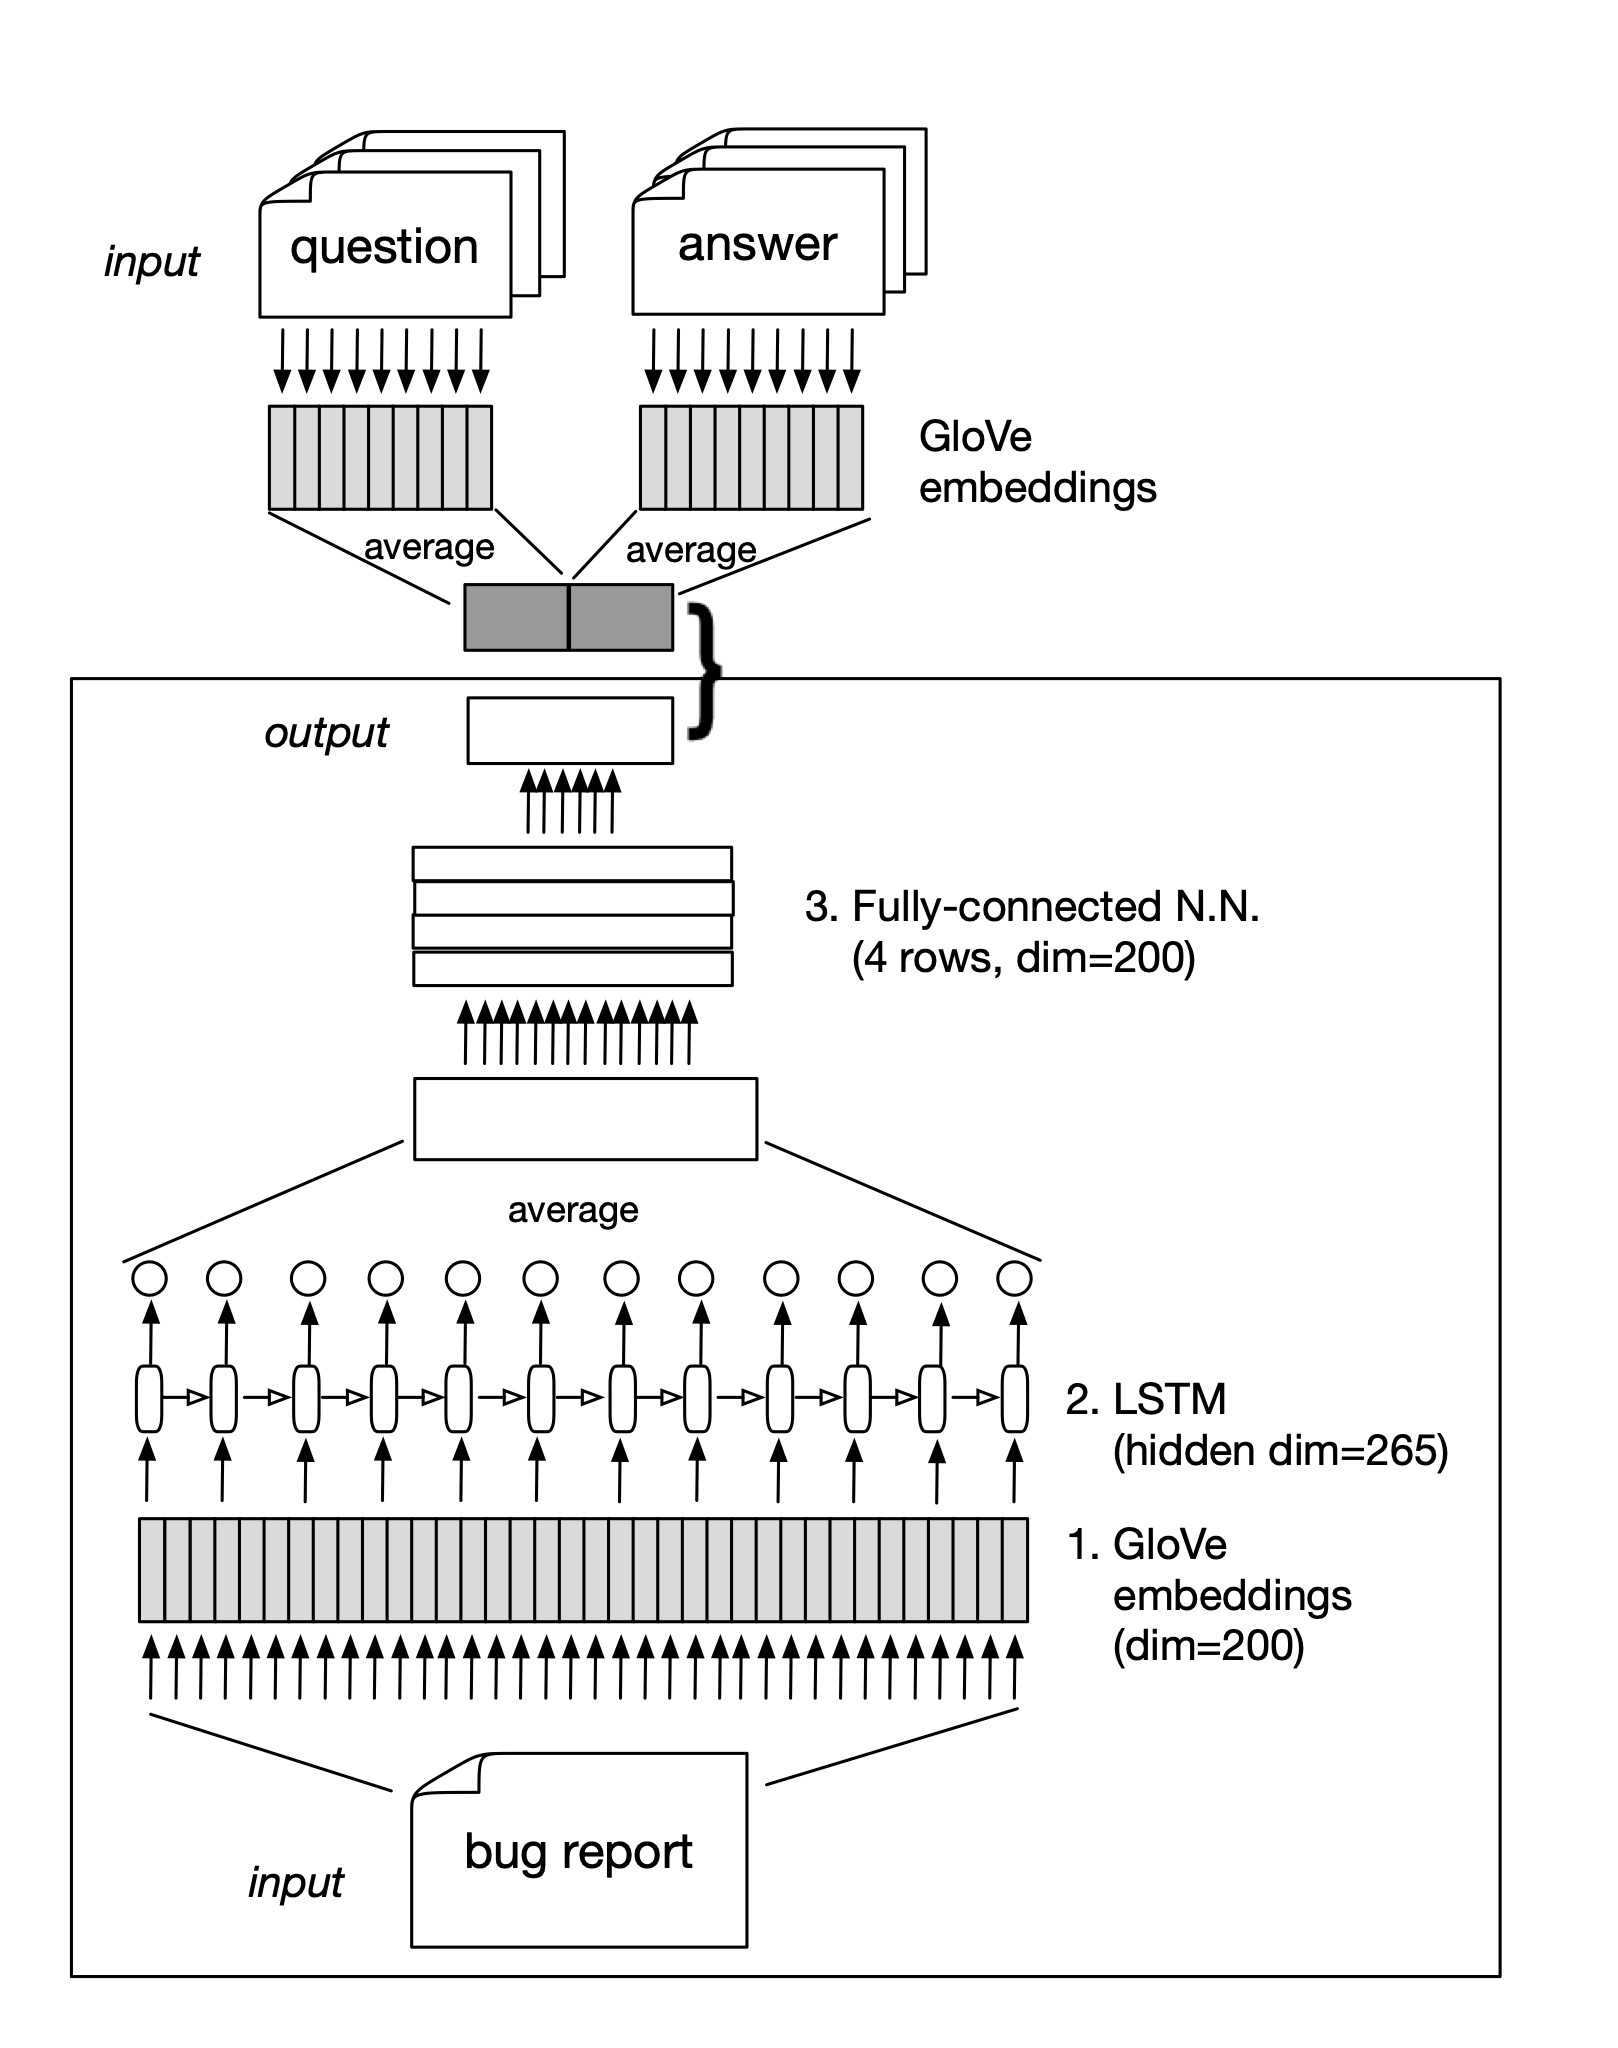 input
question
answer
GloVe
embeddings
average
average
}
output
3. Fully-connected N.N.
(4 rows, dim=200)
average
2. LSTM
(hidden dim=265)
1. GloVe
embeddings
(dim=200)
bug report
input